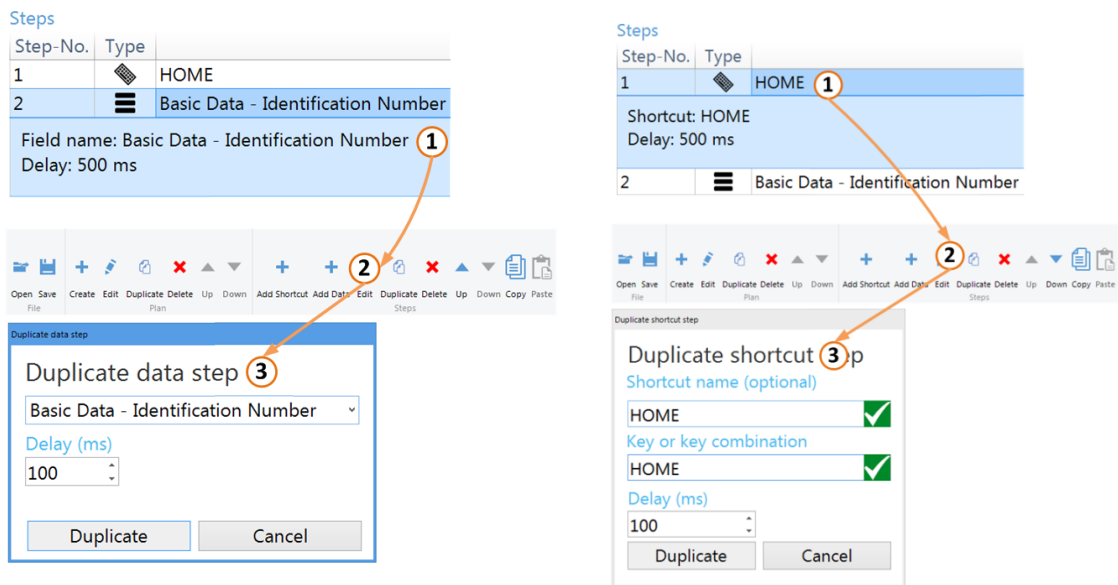 Steps
Step-No. Type
1 HOME
2 Basic Data - Identification Number
Field name: Basic Data - Identification Number 1
Delay: 500 ms
2
Open Save Create Edit Duplicate Delete Up Down Add Shortcut Add Data Edit Duplicate Delete Up Down Copy Paste
File Plan Steps
Duplicate data step
Duplicate data step 3
Basic Data - Identification Number
Delay (ms)
100
Duplicate Cancel
Steps
Step-No. Type
1 HOME 1
Shortcut: HOME
Delay: 500 ms
2 Basic Data - Identification Number
2
Open Save Create Edit Duplicate Delete Up Down Add Shortcut Add Data Edit Duplicate Delete Up Down Copy Paste
File Plan Steps
Duplicate shortcut step
Duplicate shortcut 3 p
Shortcut name (optional)
HOME
Key or key combination
HOME
Delay (ms)
100
Duplicate Cancel